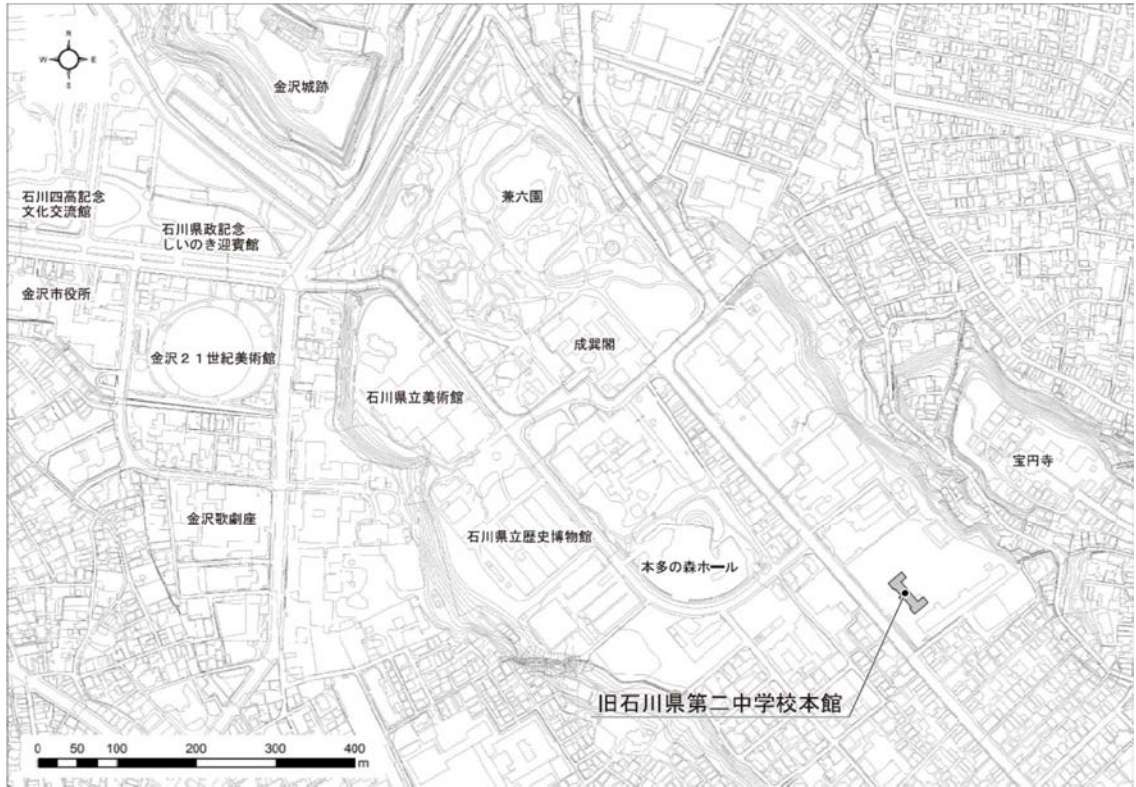 N
W E
S
金沢城跡
兼六園
石川四高記念
文化交流館
石川県政記念
しいのき迎賓館
金沢市役所
金沢21世紀美術館
成巽閣
石川県立美術館
宝円寺
金沢歌劇座
石川県立歴史博物館
本多の森ホール
旧石川県第二中学校本館
0 50 100 200 300 400
m